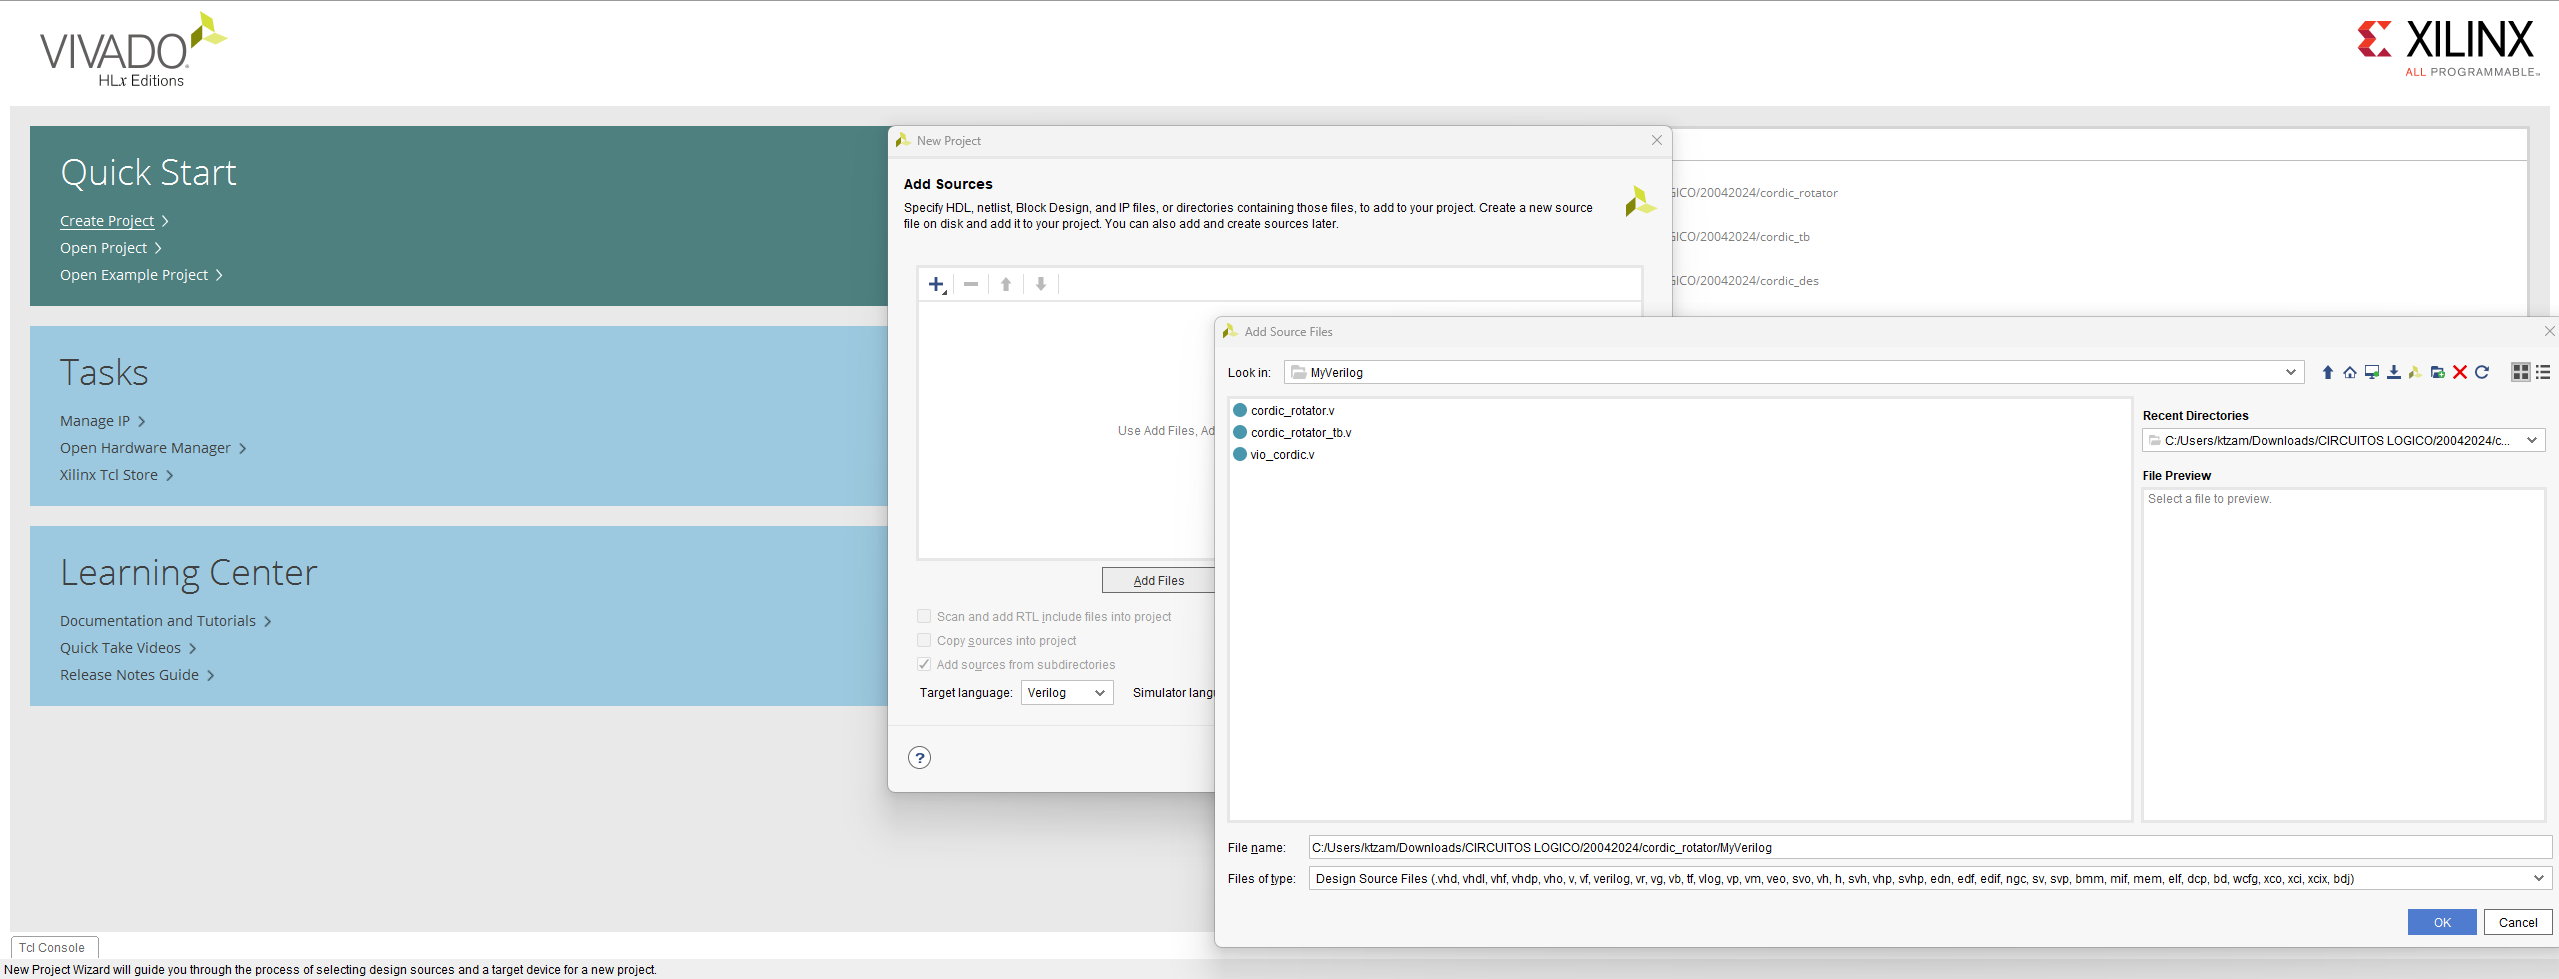 VIVADO
HLx Editions
XILINX
ALL PROGRAMMABLE
Quick Start
Create Project
Open Project
Open Example Project
Tasks
Manage IP
Open Hardware Manager
Xilinx Tcl Store
Learning Center
Documentation and Tutorials
Quick Take Videos
Release Notes Guide
New Project
Add Sources
Specify HDL, netlist, Block Design, and IP files, or directories containing those files, to add to your project. Create a new source
file on disk and add it to your project. You can also add and create sources later.
GICO/20042024/cordic_rotator
GICO/20042024/cordic_tb
GICO/20042024/cordic_des
Use Add Files, Ad
Add Files
Scan and add RTL include files into project
Copy sources into project
Add sources from subdirectories
Target language: Verilog Simulator langu
?
Add Source Files
Look in: MyVerilog
cordic_rotator.v
cordic_rotator_tb.v
vio_cordic.v
Recent Directories
C:/Users/ktzam/Downloads/CIRCUITOS LOGICO/20042024/c...
File Preview
Select a file to preview.
File name: C:/Users/ktzam/Downloads/CIRCUITOS LOGICO/20042024/cordic_rotator/MyVerilog
Files of type: Design Source Files (.vhd, vhdl, vhf, vhdp, vho, v, vf, verilog, vr, vg, vb, tf, vlog, vp, vm, veo, svo, vh, h, svh, vhp, svhp, edn, edf, edif, ngc, sv, svp, bmm, mif, mem, elf, dcp, bd, wcfg, xco, xci, xcix, bdj)
OK Cancel
Tcl Console
New Project Wizard will guide you through the process of selecting design sources and a target device for a new project.